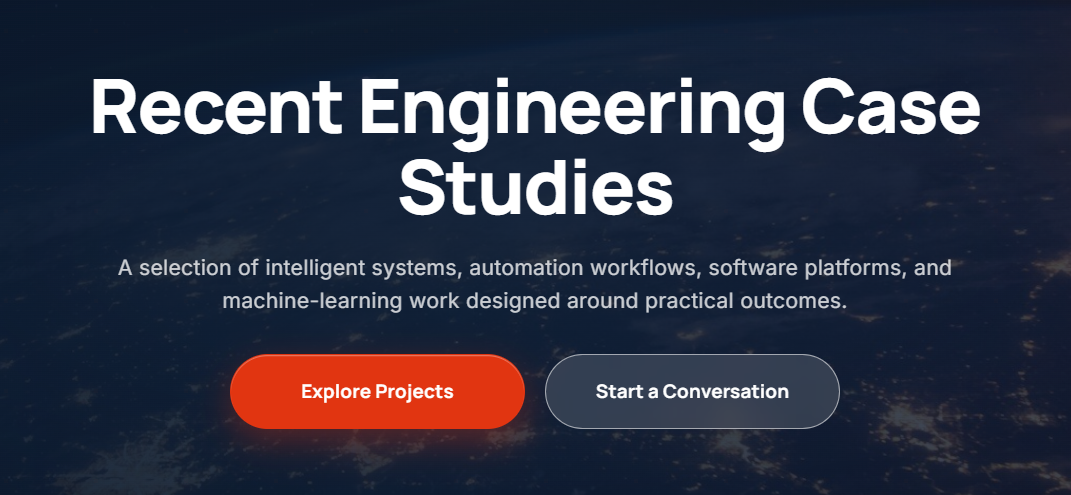 Recent Engineering Case
Studies
A selection of intelligent systems, automation workflows, software platforms, and
machine-learning work designed around practical outcomes.
Explore Projects
Start a Conversation